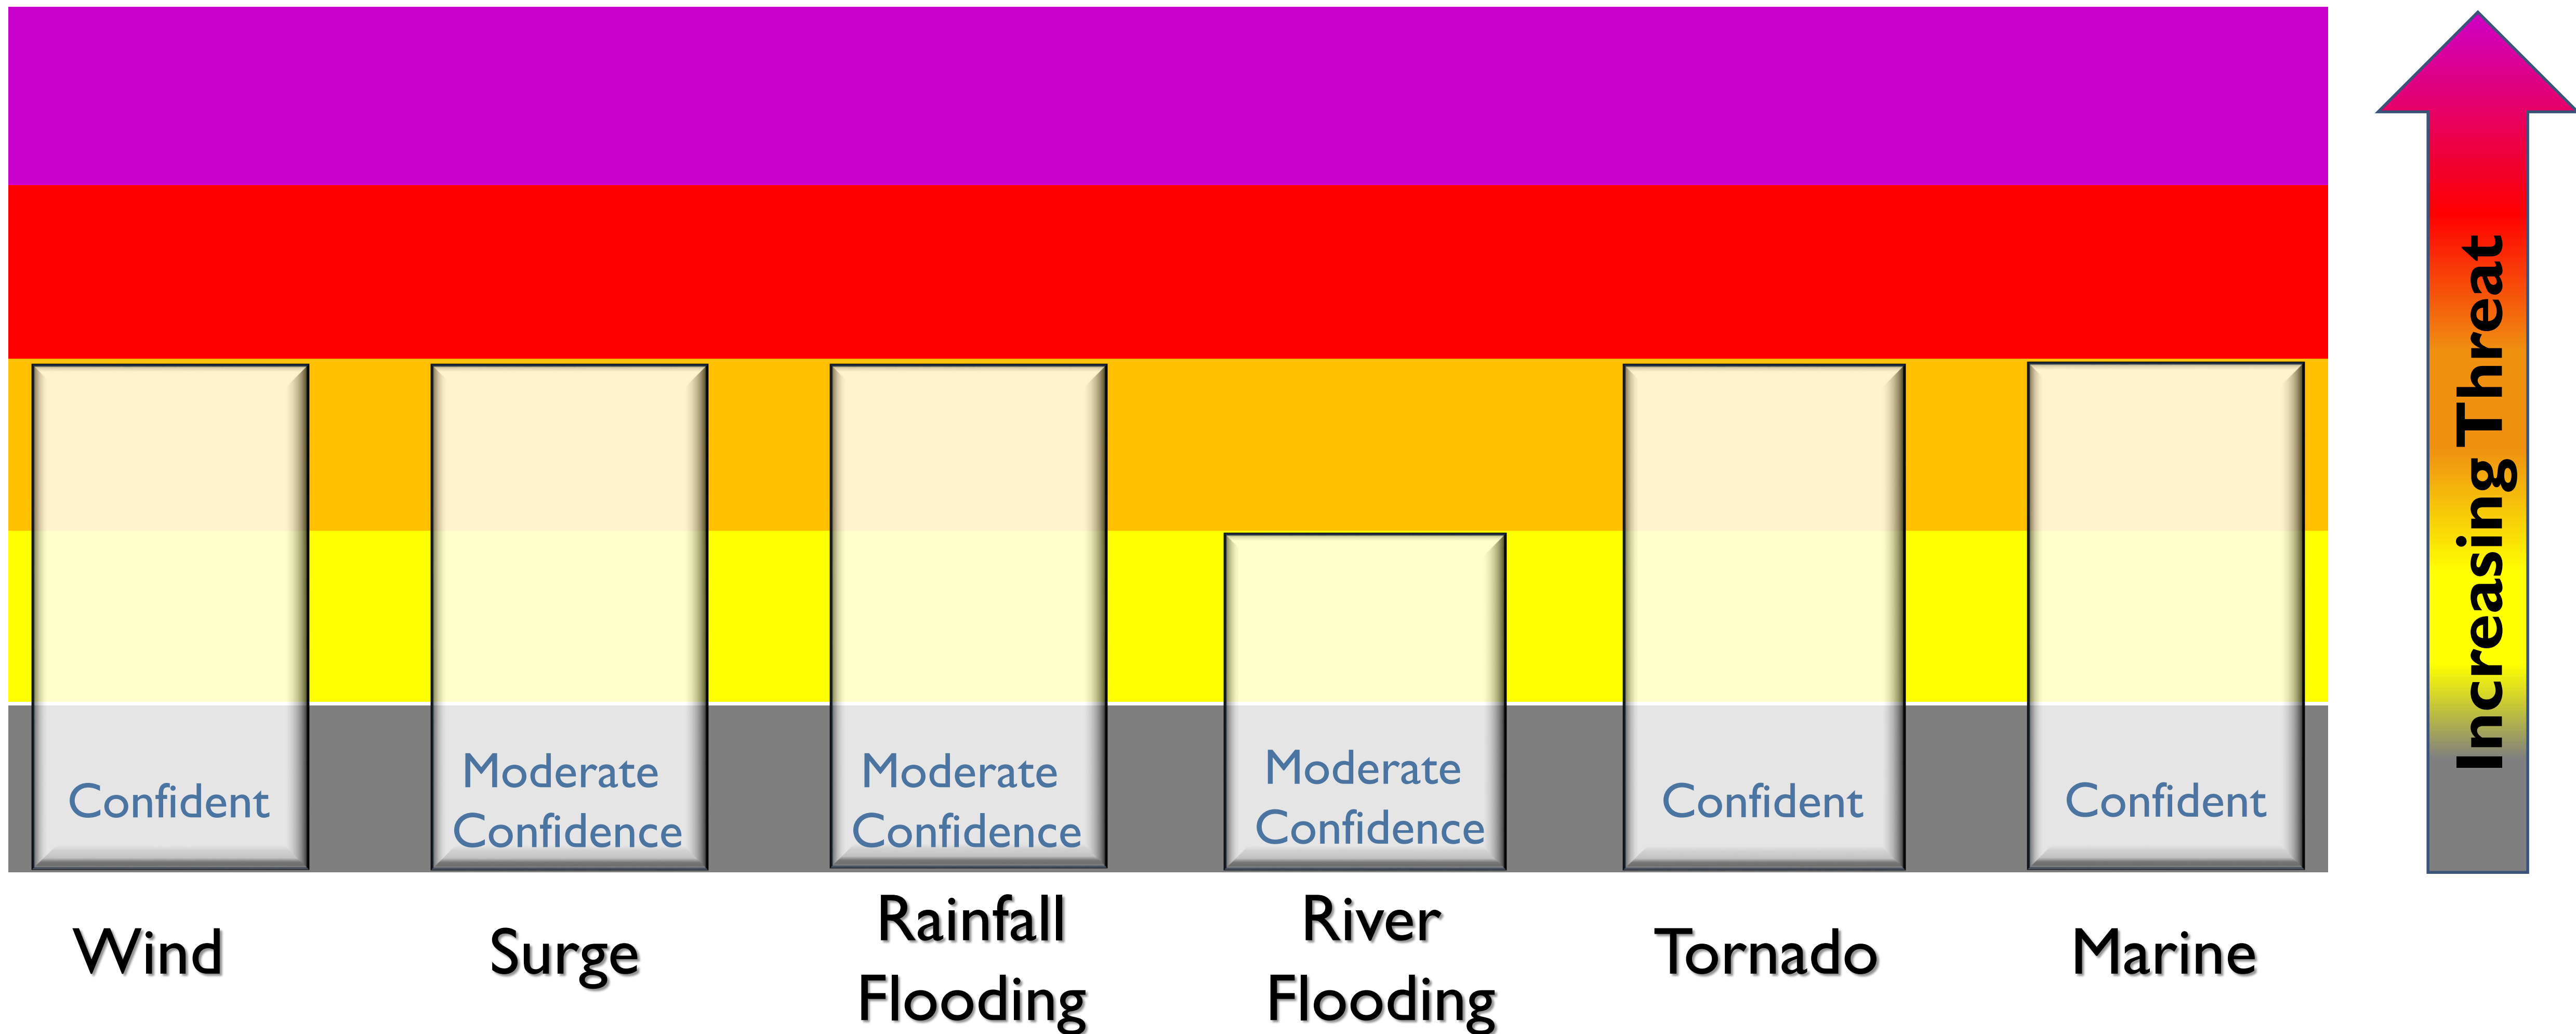 Increasing Threat
Confident
Moderate
Confidence
Moderate
Confidence
Moderate
Confidence
Confident
Confident
Wind
Surge
Rainfall
Flooding
River
Flooding
Tornado
Marine